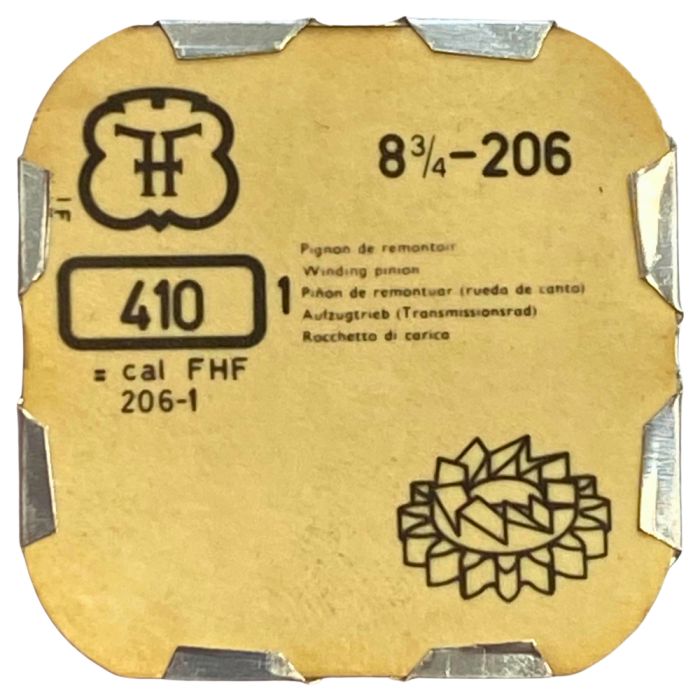 FH
8¾-206
IF
Pignon de remontoir
Winding pinion
Piñon de remontuar (rueda de canto)
Aufzugtrieb (Transmissionsrad)
Rocchetto di carica
410 1
= cal FHF
206-1